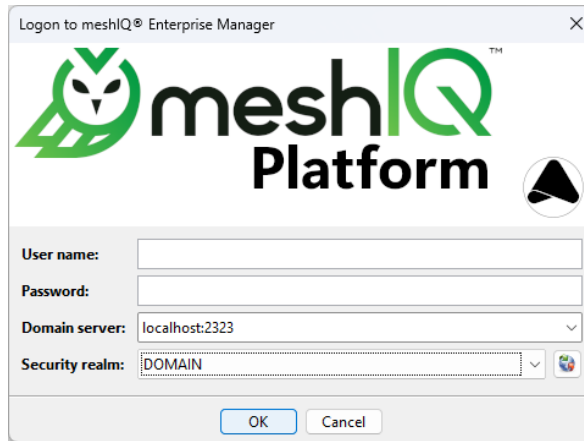 Logon to meshIQ® Enterprise Manager
meshIQ™
Platform
User name:
Password:
Domain server: localhost:2323
Security realm: DOMAIN
OK Cancel